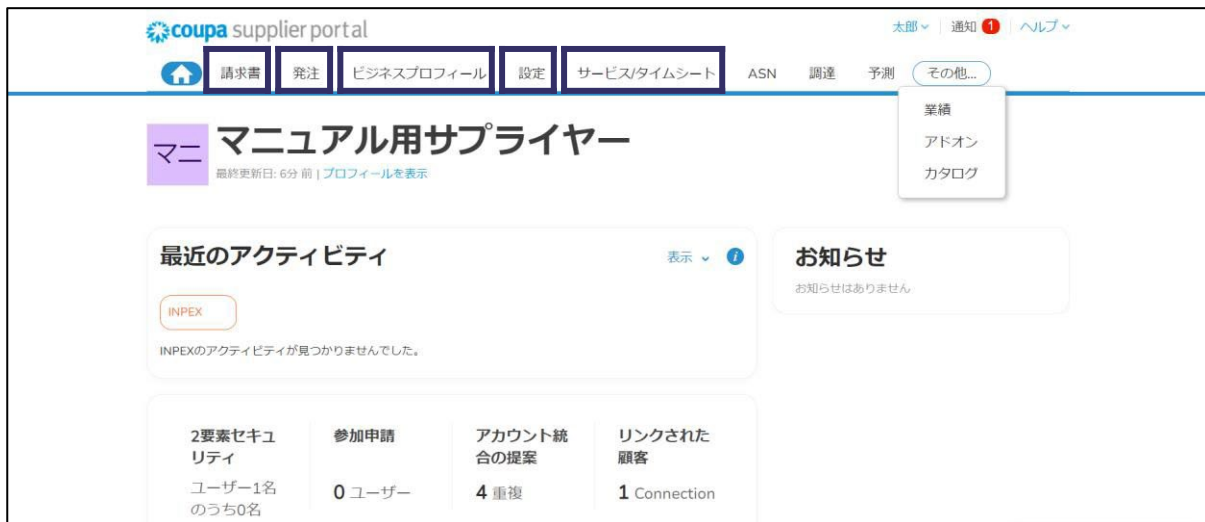 coupa supplier portal
太郎 通知 1 ヘルプ
請求書 発注 ビジネスプロフィール 設定 サービス/タイムシート ASN 調達 予測 その他...
業績
アドオン
カタログ
マニ マニュアル用サプライヤー
最終更新日: 6分 前 | プロフィールを表示
最近のアクティビティ 表示 i
INPEX
INPEXのアクティビティが見つかりませんでした。
お知らせ
お知らせはありません
2要素セキュ
リティ
ユーザー1名
のうち0名
参加申請
0 ユーザー
アカウント統
合の提案
4 重複
リンクされた
顧客
1 Connection